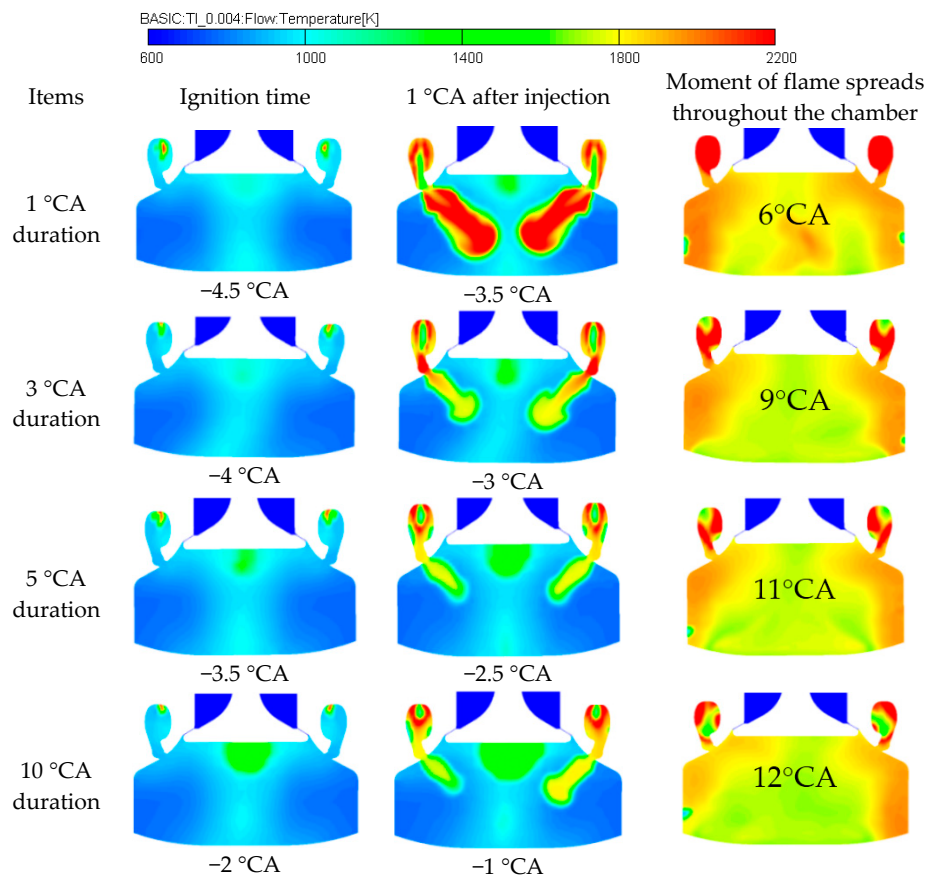 BASIC:TI_0.004:Flow:Temperature[K]
600 1000 1400 1800 2200
Items
Ignition time
1 °CA after injection
Moment of flame spreads
throughout the chamber
1 °CA
duration
−4.5 °CA
−3.5 °CA
6°CA
3 °CA
duration
−4 °CA
−3 °CA
9°CA
5 °CA
duration
−3.5 °CA
−2.5 °CA
11°CA
10 °CA
duration
−2 °CA
−1 °CA
12°CA